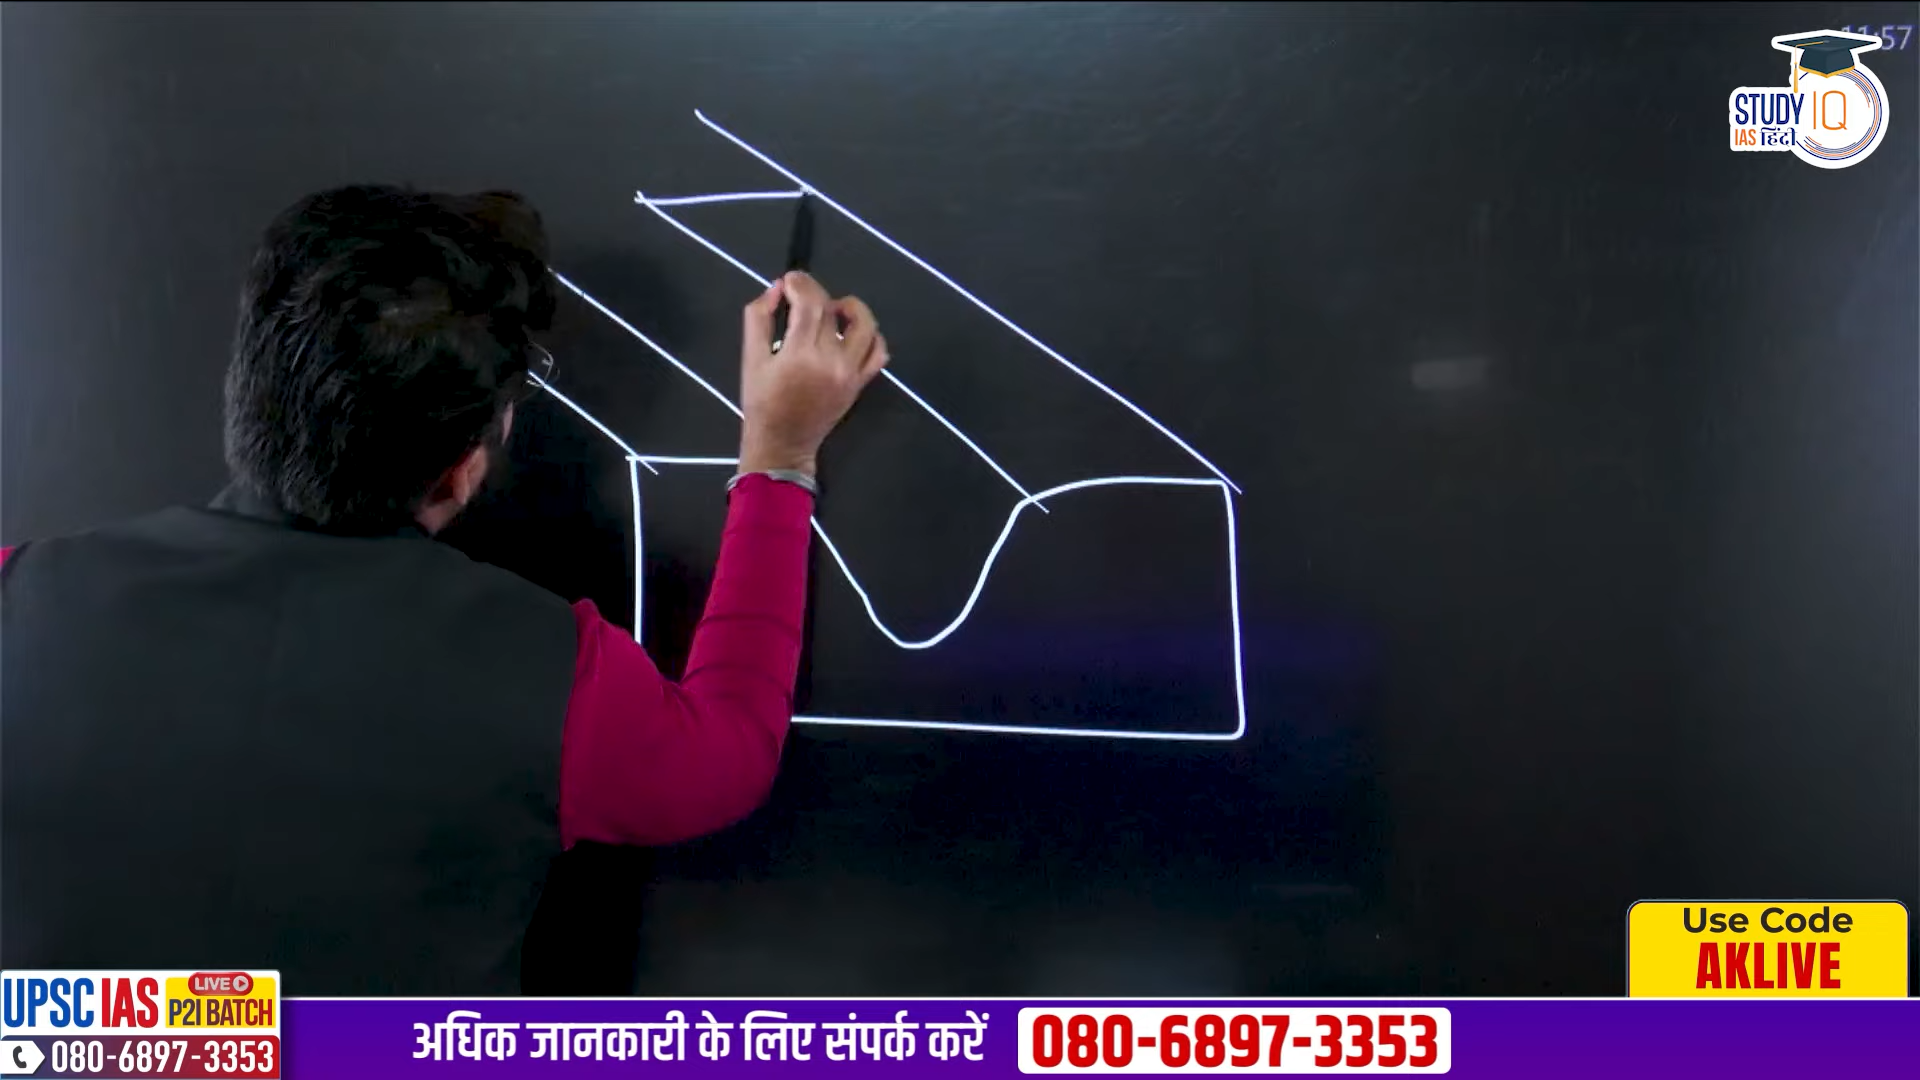 STUDY IQ
IAS हिंदी
Use Code
AKLIVE
UPSC IAS
LIVE
P2I BATCH
080-6897-3353
अधिक जानकारी के लिए संपर्क करें
080-6897-3353